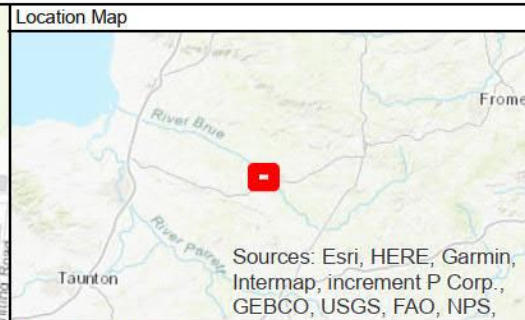 Location Map
Frome
River Brue
River Parrett
Taunton
Sources: Esri, HERE, Garmin,
Intermap, increment P Corp.,
GEBCO, USGS, FAO, NPS,
Road